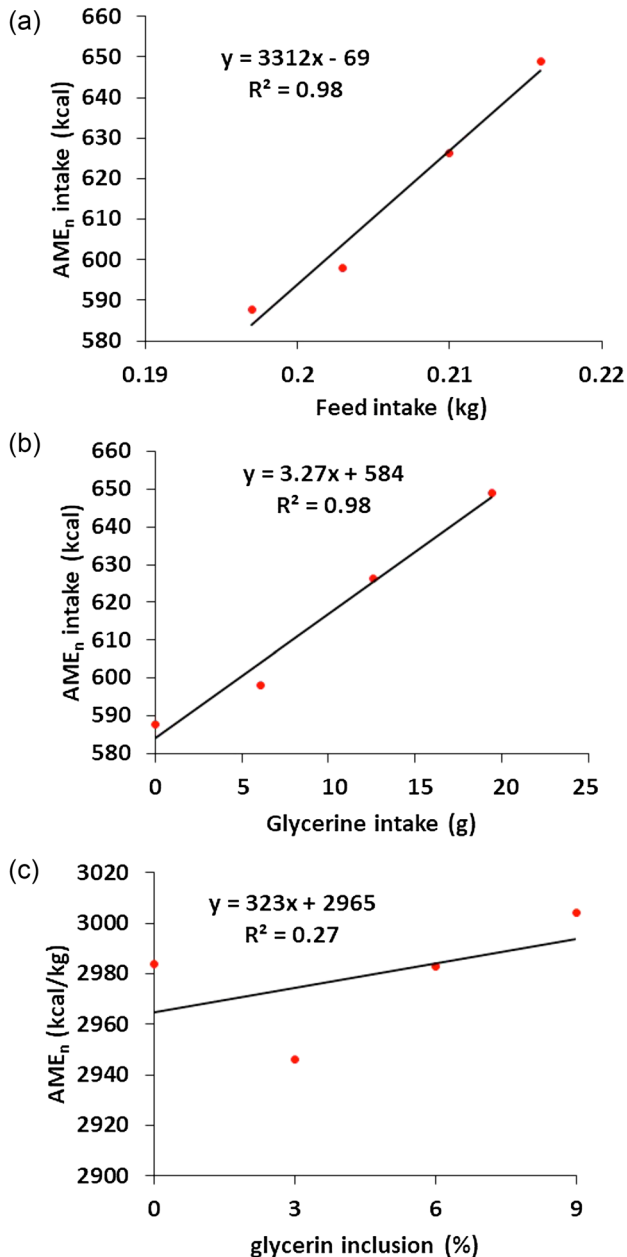 (a)
y = 3312x - 69
R² = 0.98
AMEn intake (kcal)
660
650
640
630
620
610
600
590
580
0.19 0.2 0.21 0.22
Feed intake (kg)
(b)
y = 3.27x + 584
R² = 0.98
AMEn intake (kcal)
660
650
640
630
620
610
600
590
580
0 5 10 15 20 25
Glycerine intake (g)
(c)
y = 323x + 2965
R² = 0.27
AMEn (kcal/kg)
3020
3000
2980
2960
2940
2920
2900
0 3 6 9
glycerin inclusion (%)